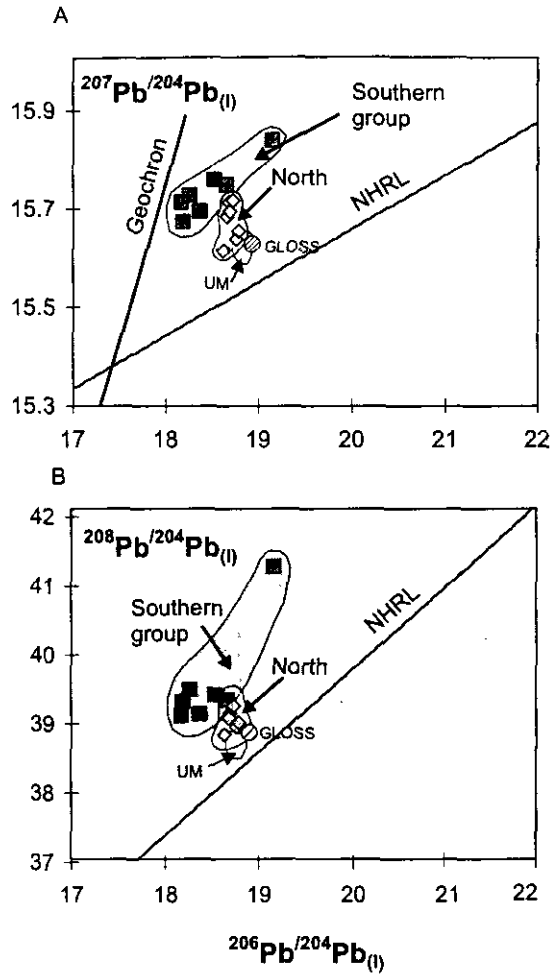 A
207Pb/204Pb(I)
Southern
group
15.9
Geochron
North
NHRL
15.7
GLOSS
UM
15.5
15.3
17 18 19 20 21 22
B
42
208Pb/204Pb(I)
41
NHRL
Southern
group
40
North
39
GLOSS
UM
38
37
17 18 19 20 21 22
206Pb/204Pb(I)